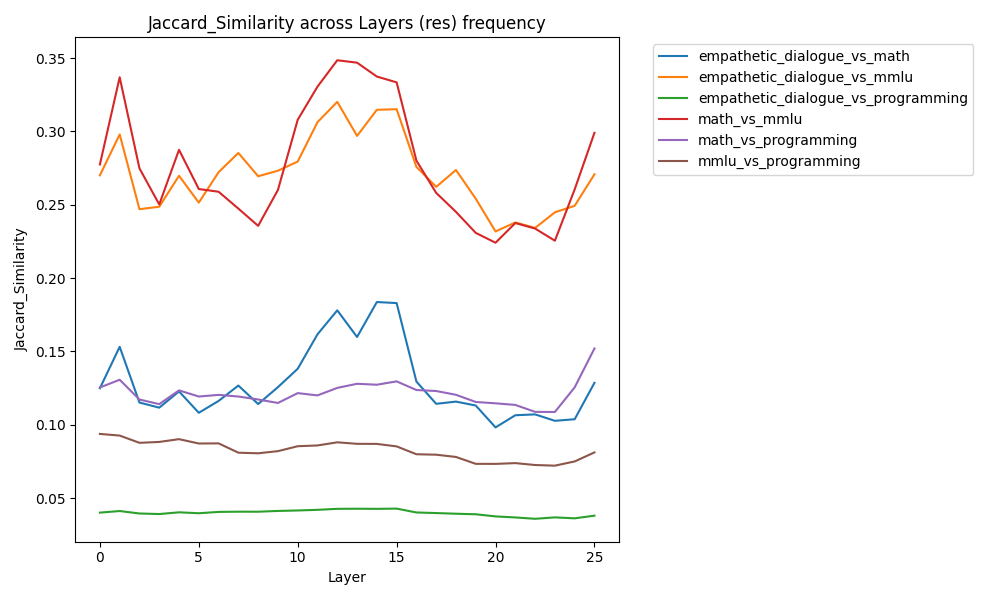 Jaccard_Similarity across Layers (res) frequency
empathetic_dialogue_vs_math
empathetic_dialogue_vs_mmlu
empathetic_dialogue_vs_programming
math_vs_mmlu
math_vs_programming
mmlu_vs_programming
Jaccard_Similarity
0.35
0.30
0.25
0.20
0.15
0.10
0.05
0 5 10 15 20 25
Layer